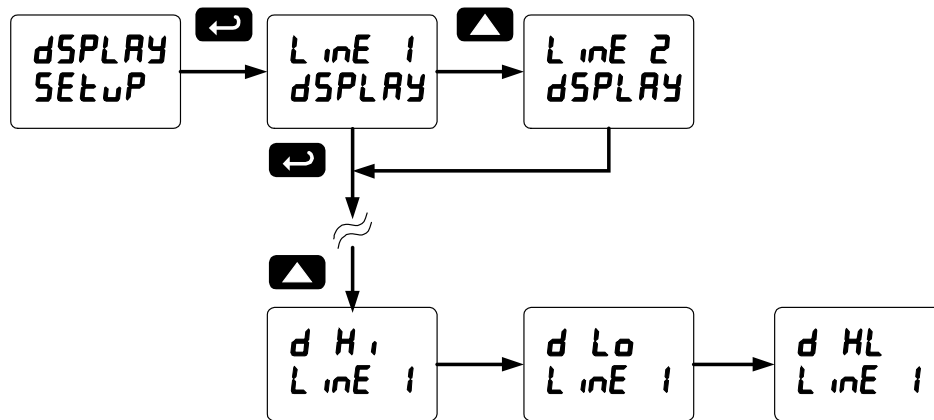 dSPLAY
SEtuP
LinE 1
dSPLAY
LinE 2
dSPLAY
d Hi
LinE 1
d Lo
LinE 1
d HL
LinE 1